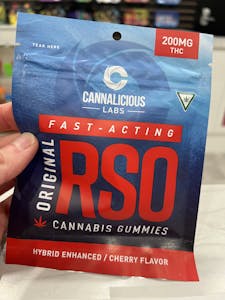 TEAR HERE
200MG
THC
CANNALICIOUS
LABS
FAST-ACTING
ORIGINAL
RSO
CANNABIS GUMMIES
HYBRID ENHANCED / CHERRY FLAVOR